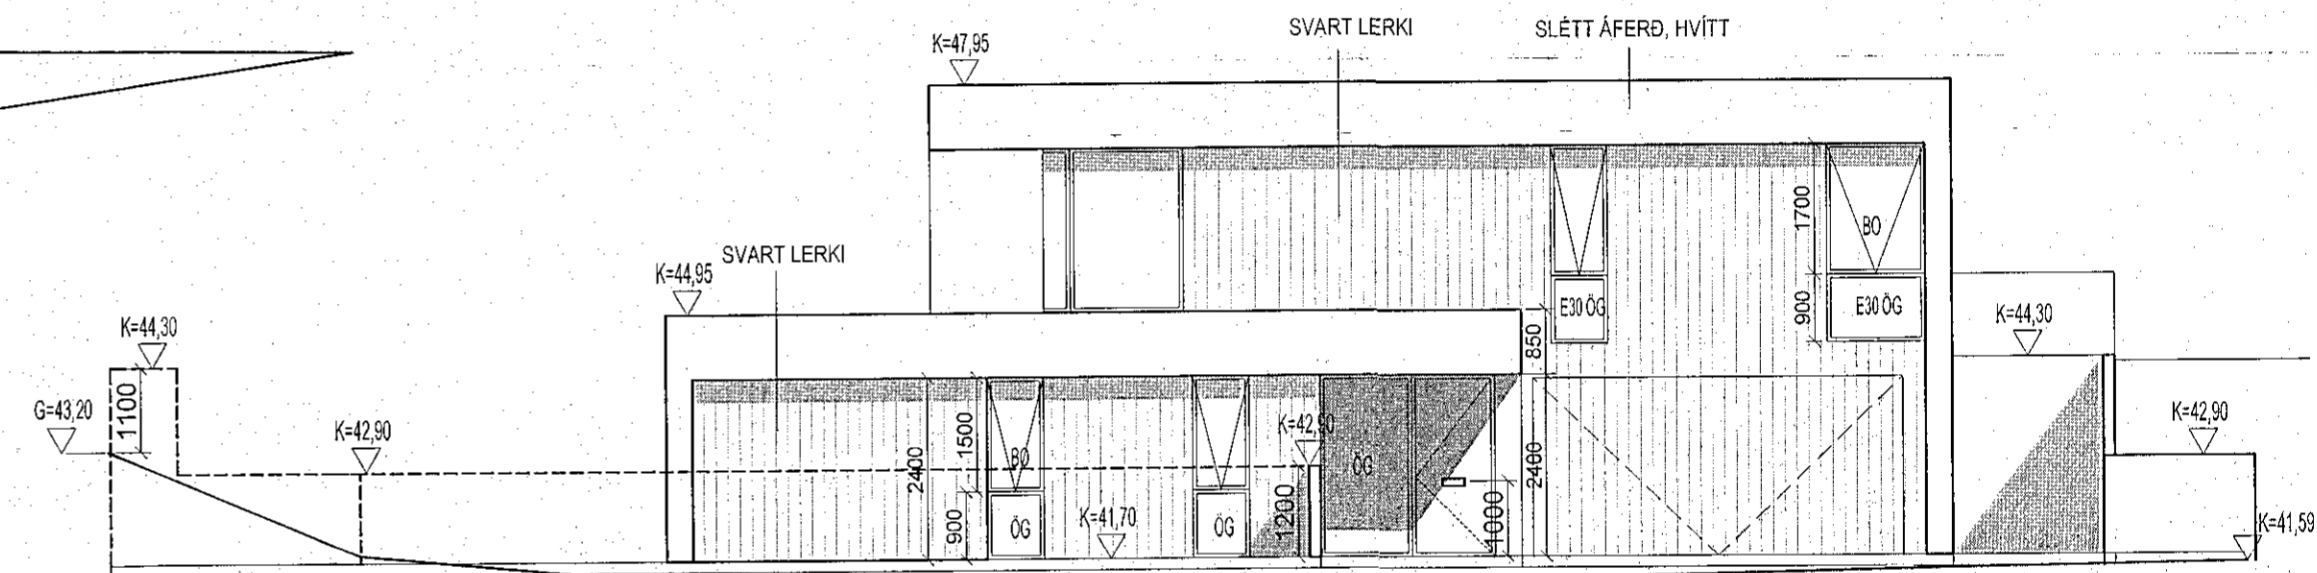 SVART LERKI
SLÉTT ÁFERÐ, HVÍTT
K=47,95
SVART LERKI
K=44,95
K=44,30
G=43,20
1100
K=42,90
1700
BO
900
E30 ÖG
E30 ÖG
K=44,30
850
K=42,90
K=42,90
2400
1500
900
BO
ÖG
K=41,70
ÖG
1200
ÖG
1000
2400
K=41,59